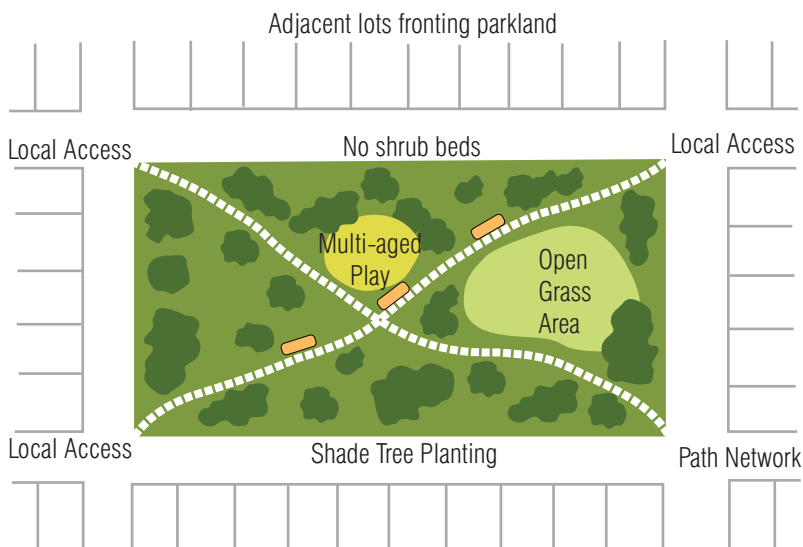 Adjacent lots fronting parkland
Local Access
No shrub beds
Local Access
Multi-aged
Play
Open
Grass
Area
Local Access
Shade Tree Planting
Path Network